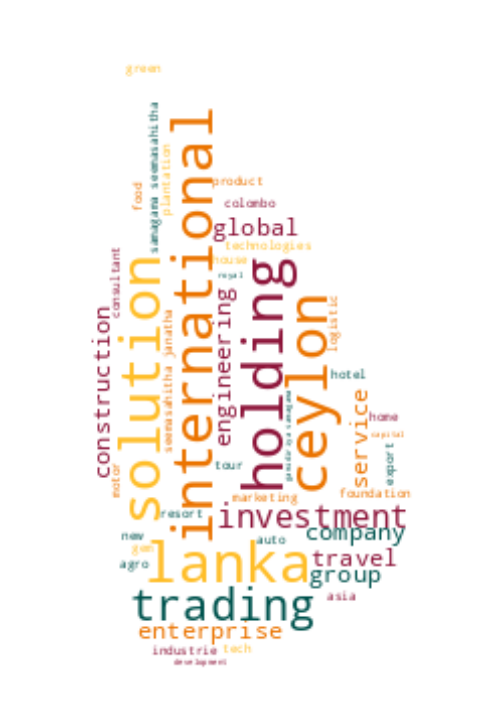 green
samagama seemasahitha
international
plantation
food
product
colombo
global
technologies
house
royal
consultant
solution
holding
engineering
ceylon
logistic
construction
seemasahitha janatha
hotel
service
home
capital
export
tour
motor
marketing
foundation
resort
investment
new
company
auto
gem
lanka
travel
agro
group
trading
asia
enterprise
industrie
tech
development